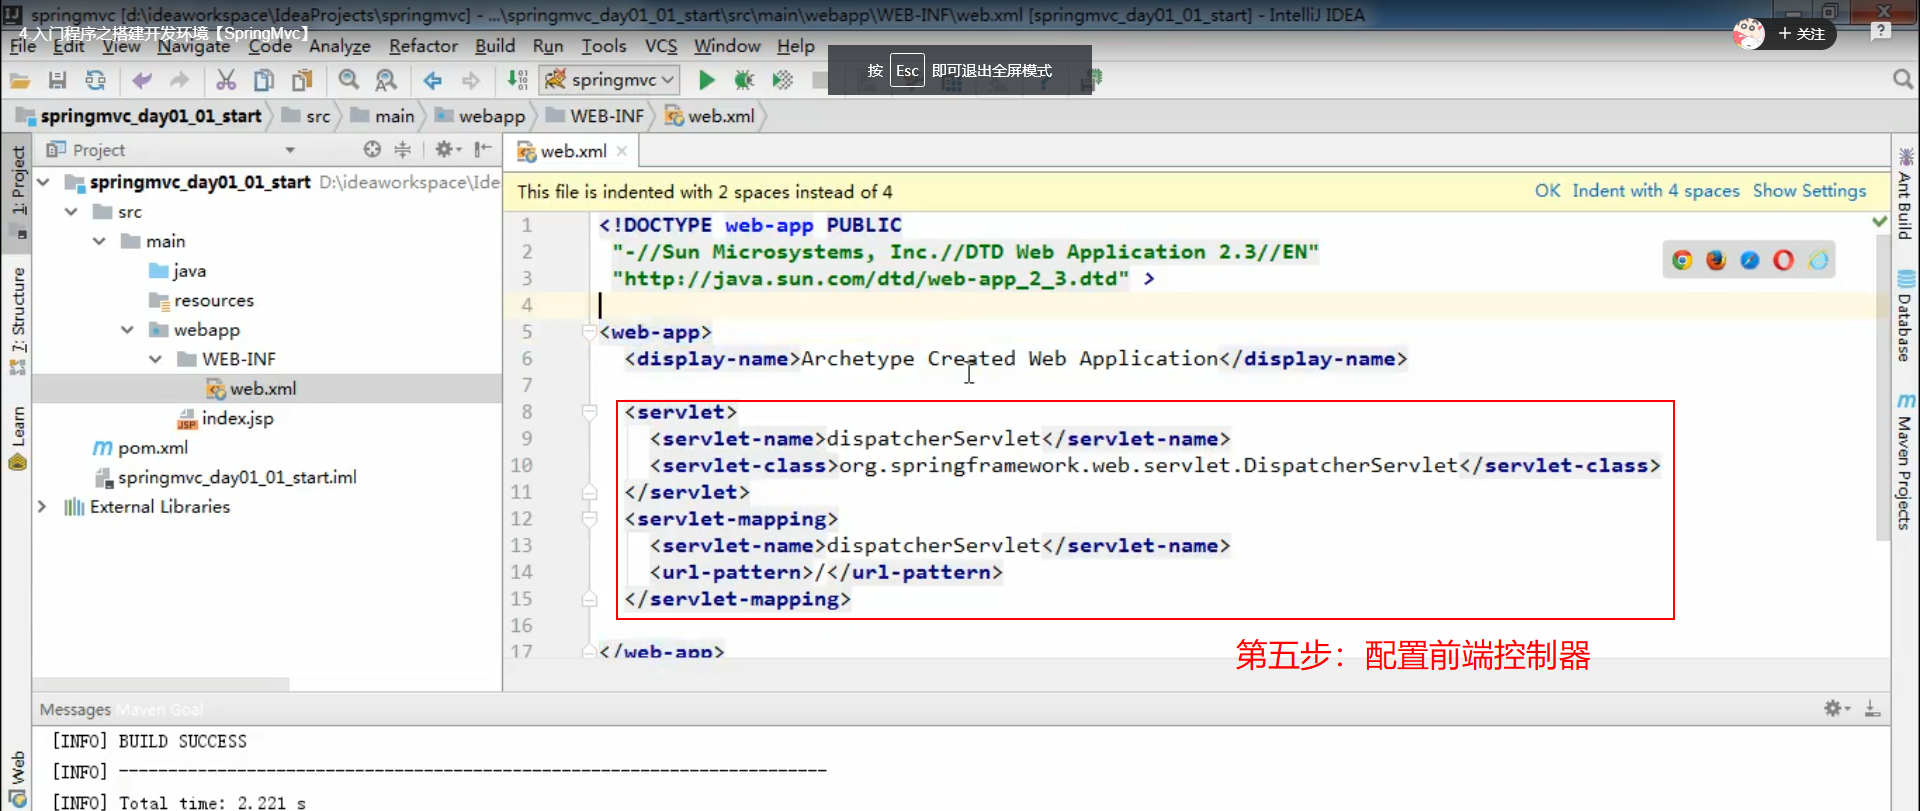 springmvc [d:\ideaworkspace\IdeaProjects\springmvc] - ...\springmvc_day01_01_start\src\main\webapp\WEB-INF\web.xml [springmvc_day01_01_start] - IntelliJ IDEA
4.入门程序之搭建开发环境【SpringMvc】
+ 关注
File Edit View Navigate Code Analyze Refactor Build Run Tools VCS Window Help
按 Esc 即可退出全屏模式
springmvc
springmvc_day01_01_start src main webapp WEB-INF web.xml
Project
web.xml
This file is indented with 2 spaces instead of 4
OK Indent with 4 spaces Show Settings
1: Project
7: Structure
Learn
Web
springmvc_day01_01_start D:\ideaworkspace\Ide
src
main
java
resources
webapp
WEB-INF
web.xml
index.jsp
pom.xml
springmvc_day01_01_start.iml
External Libraries
1 <!DOCTYPE web-app PUBLIC
2 "-//Sun Microsystems, Inc.//DTD Web Application 2.3//EN"
3 "http://java.sun.com/dtd/web-app_2_3.dtd" >
4
5 <web-app>
6 <display-name>Archetype Created Web Application</display-name>
7
8 <servlet>
9 <servlet-name>dispatcherServlet</servlet-name>
10 <servlet-class>org.springframework.web.servlet.DispatcherServlet</servlet-class>
11 </servlet>
12 <servlet-mapping>
13 <servlet-name>dispatcherServlet</servlet-name>
14 <url-pattern>/</url-pattern>
15 </servlet-mapping>
16
17 </web-app>
第五步：配置前端控制器
Ant Build
Database
Maven Projects
Messages Maven Goal
[INFO] BUILD SUCCESS
[INFO] ------------------------------------------------------------------------
[INFO] Total time: 2.221 s